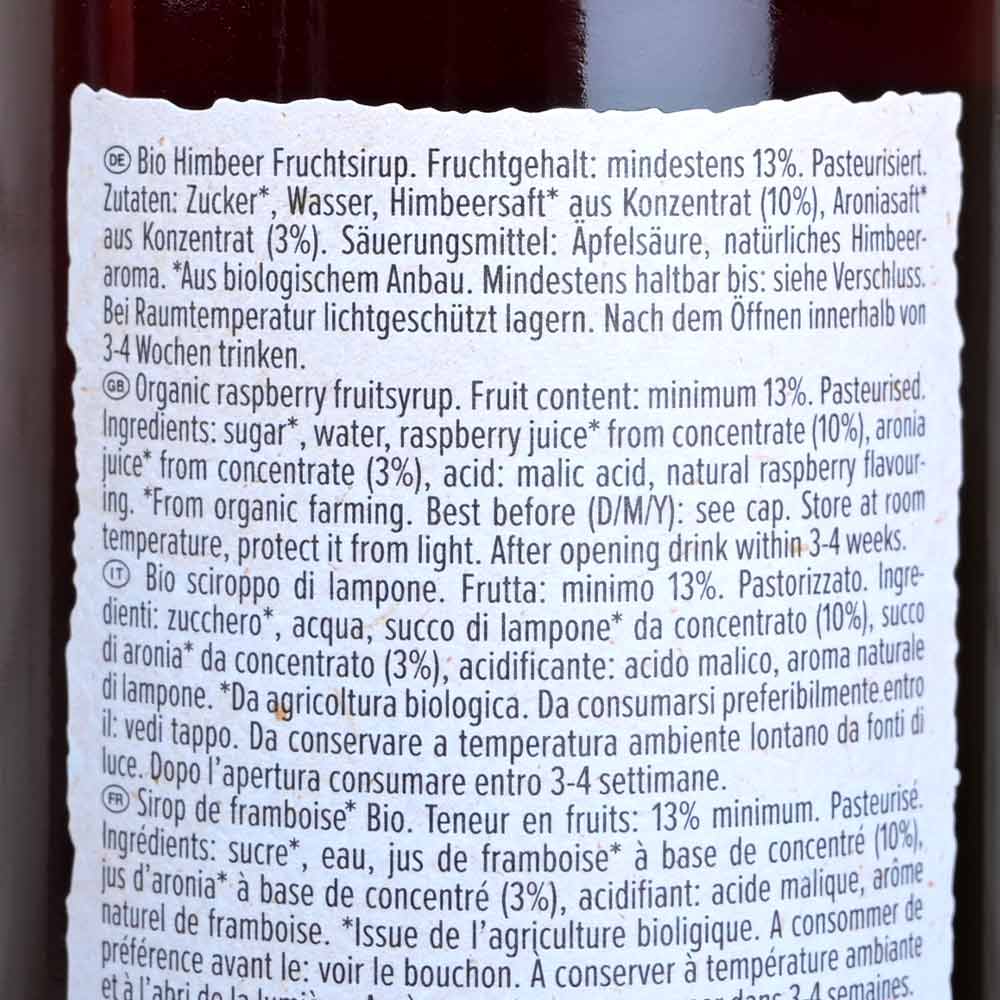 DE Bio Himbeer Fruchtsirup. Fruchtgehalt: mindestens 13%. Pasteurisiert.
Zutaten: Zucker*, Wasser, Himbeersaft* aus Konzentrat (10%), Aroniasaft*
aus Konzentrat (3%). Säuerungsmittel: Äpfelsäure, natürliches Himbeer-
aroma. *Aus biologischem Anbau. Mindestens haltbar bis: siehe Verschluss.
Bei Raumtemperatur lichtgeschützt lagern. Nach dem Öffnen innerhalb von
3-4 Wochen trinken.
GB Organic raspberry fruitsyrup. Fruit content: minimum 13%. Pasteurised.
Ingredients: sugar*, water, raspberry juice* from concentrate (10%), aronia
juice* from concentrate (3%), acid: malic acid, natural raspberry flavour-
ing. *From organic farming. Best before (D/M/Y): see cap. Store at room
temperature, protect it from light. After opening drink within 3-4 weeks.
IT Bio sciroppo di lampone. Frutta: minimo 13%. Pastorizzato. Ingre-
dienti: zucchero*, acqua, succo di lampone* da concentrato (10%), succo
di aronia* da concentrato (3%), acidificante: acido malico, aroma naturale
di lampone. *Da agricoltura biologica. Da consumarsi preferibilmente entro
il: vedi tappo. Da conservare a temperatura ambiente lontano da fonti di
luce. Dopo l'apertura consumare entro 3-4 settimane.
FR Sirop de framboise* Bio. Teneur en fruits: 13% minimum. Pasteurisé.
Ingrédients: sucre*, eau, jus de framboise* à base de concentré (10%),
jus d'aronia* à base de concentré (3%), acidifiant: acide malique, arôme
naturel de framboise. *Issue de l'agriculture bioligique. A consommer de
préférence avant le: voir le bouchon. À conserver à température ambiante
et à l'abri de la lumière. dans 3-4 semaines.